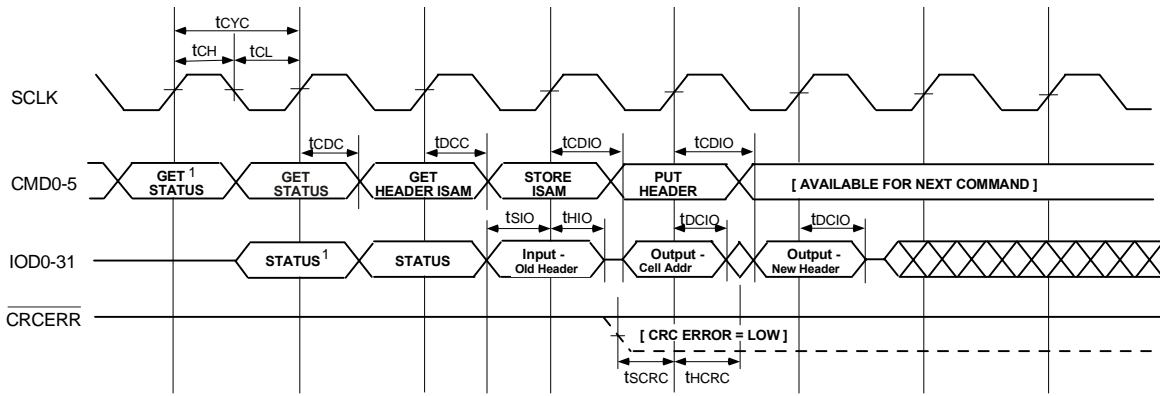 tCYC
tCH tCL
SCLK
tCDC tDCC tCDIO tCDIO
CMD0-5
GET 1
STATUS
GET
STATUS
GET
HEADER ISAM
STORE
ISAM
PUT
HEADER
[ AVAILABLE FOR NEXT COMMAND ]
tSIO tHIO tDCIO tDCIO
IOD0-31
STATUS 1
STATUS
Input -
Old Header
Output -
Cell Addr
Output -
New Header
CRCERR
[ CRC ERROR = LOW ]
tSCRC tHCRC